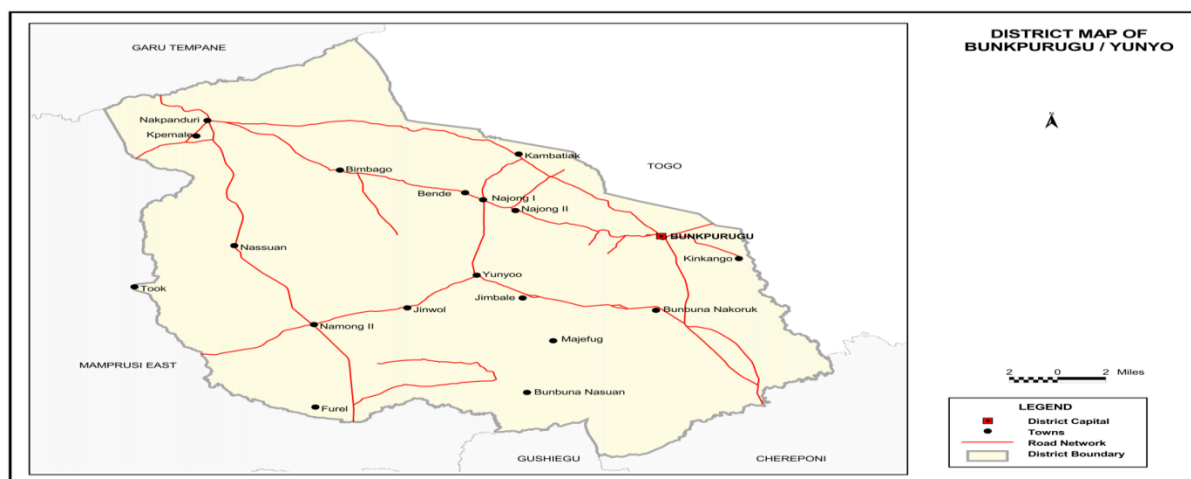 DISTRICT MAP OF
BUNKPURUGU / YUNYO
GARU TEMPANE
Nakpanduri
Kpemale
Kambatiak
TOGO
Bimbago
Bende
Najong I
Najong II
BUNKPURUGU
Nassuan
Kinkango
Yunyoo
Took
Jimbale
Jinwol
Bunbuna Nakoruk
Namong II
Majefug
MAMPRUSI EAST
Bunbuna Nasuan
Furel
GUSHIEGU
CHEREPONI
N
2 0 2 Miles
LEGEND
District Capital
Towns
Road Network
District Boundary